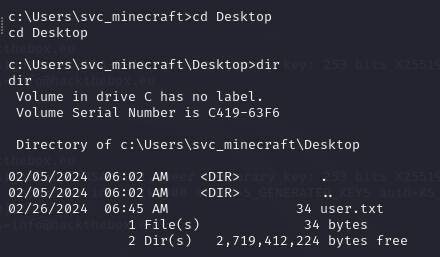 c:\Users\svc_minecraft>cd Desktop
cd Desktop
c:\Users\svc_minecraft\Desktop>dir
dir
 Volume in drive C has no label.
 Volume Serial Number is C419-63F6
 Directory of c:\Users\svc_minecraft\Desktop
02/05/2024  06:02 AM    <DIR>          .
02/05/2024  06:02 AM    <DIR>          ..
02/26/2024  06:45 AM                34 user.txt
               1 File(s)             34 bytes
               2 Dir(s)   2,719,412,224 bytes free